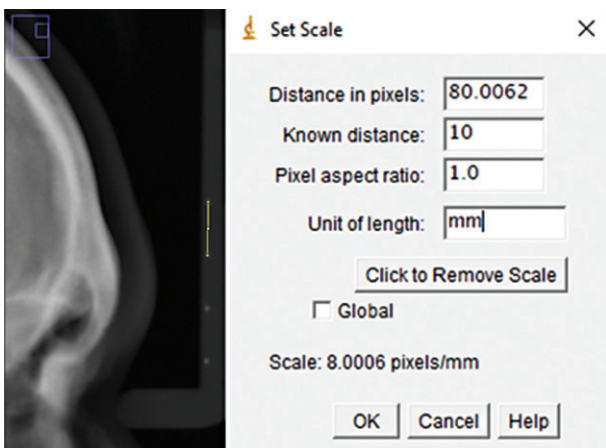 Set Scale
Distance in pixels: 80.0062
Known distance: 10
Pixel aspect ratio: 1.0
Unit of length: mm
Click to Remove Scale
Global
Scale: 8.0006 pixels/mm
OK Cancel Help